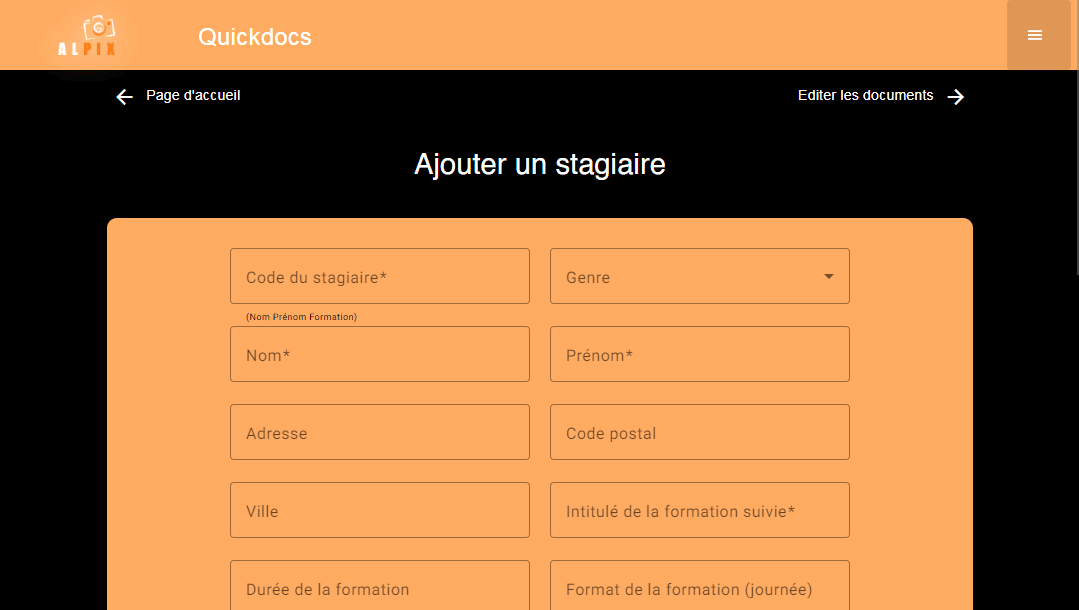 ALPIX
Quickdocs
Page d'accueil
Editer les documents
Ajouter un stagiaire
Code du stagiaire*
Genre
(Nom Prénom Formation)
Nom*
Prénom*
Adresse
Code postal
Ville
Intitulé de la formation suivie*
Durée de la formation
Format de la formation (journée)